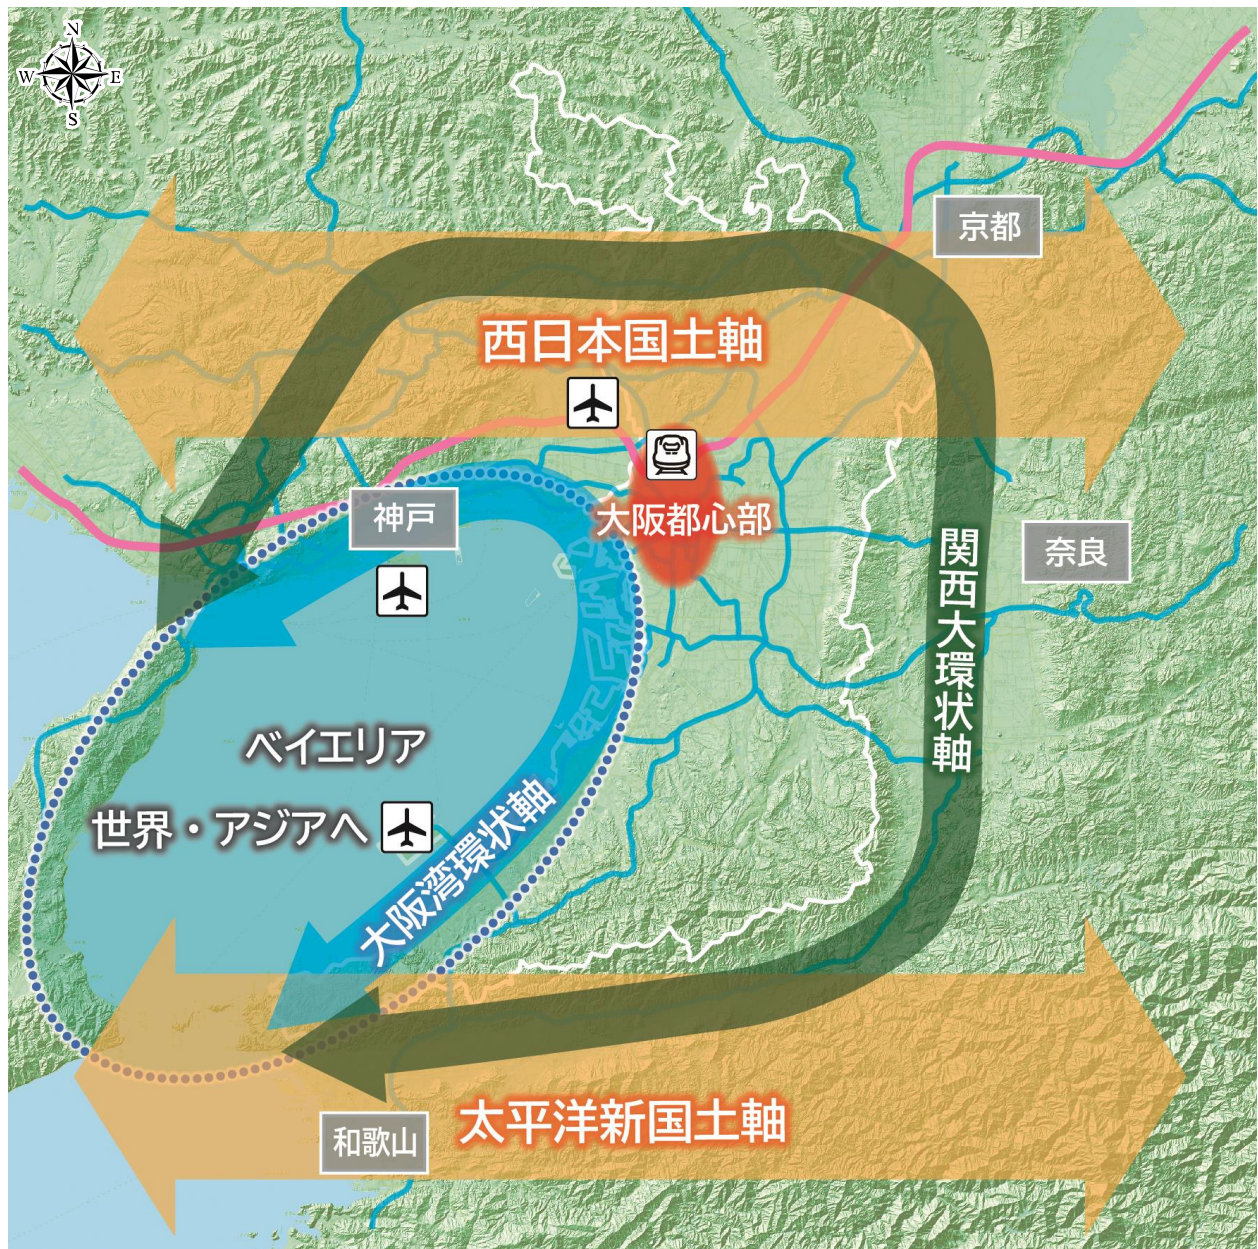 N
W E
S
京都
西日本国土軸
神戸
大阪都心部
関西大環状軸
奈良
ベイエリア
世界・アジアへ
大阪湾環状軸
和歌山
太平洋新国土軸